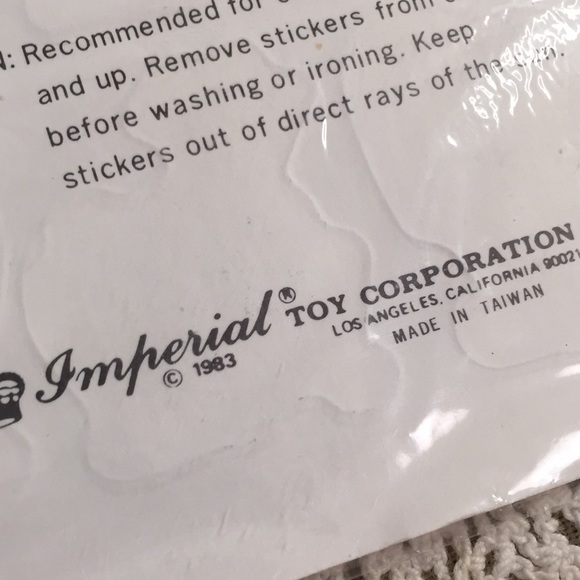 N: Recommended for
and up. Remove stickers from
before washing or ironing. Keep
stickers out of direct rays of the sun.
Imperial® TOY CORPORATION
© 1983
LOS ANGELES, CALIFORNIA 90021
MADE IN TAIWAN